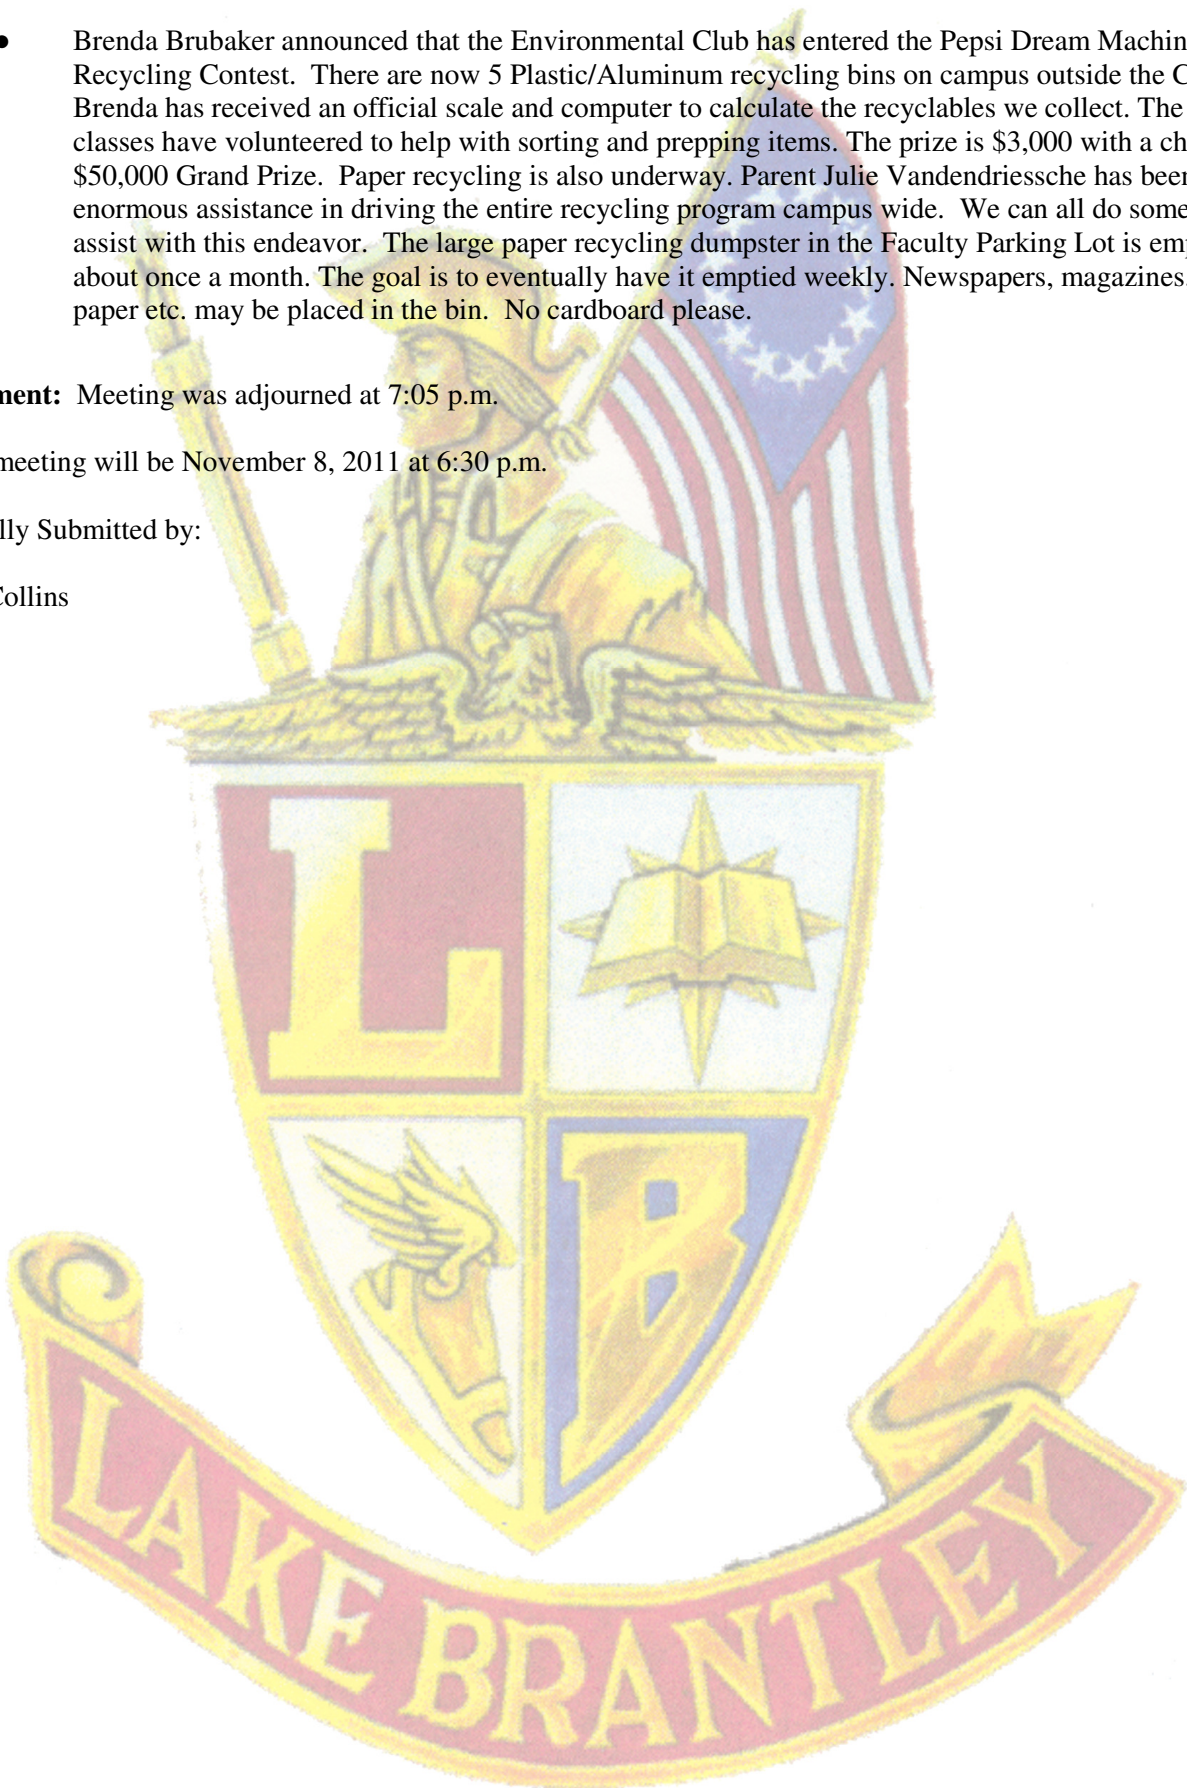 • Brenda Brubaker announced that the Environmental Club has entered the Pepsi Dream Machin
Recycling Contest. There are now 5 Plastic/Aluminum recycling bins on campus outside the C
Brenda has received an official scale and computer to calculate the recyclables we collect. The
classes have volunteered to help with sorting and prepping items. The prize is $3,000 with a ch
$50,000 Grand Prize. Paper recycling is also underway. Parent Julie Vandendriessche has been
enormous assistance in driving the entire recycling program campus wide. We can all do some
assist with this endeavor. The large paper recycling dumpster in the Faculty Parking Lot is emp
about once a month. The goal is to eventually have it emptied weekly. Newspapers, magazines,
paper etc. may be placed in the bin. No cardboard please.
ment: Meeting was adjourned at 7:05 p.m.
meeting will be November 8, 2011 at 6:30 p.m.
lly Submitted by:
Collins
L
B
LAKE BRANTLEY